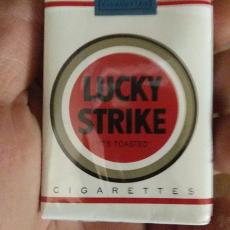 LUCKY
STRIKE
"IT'S TOASTED"
CIGARETTES